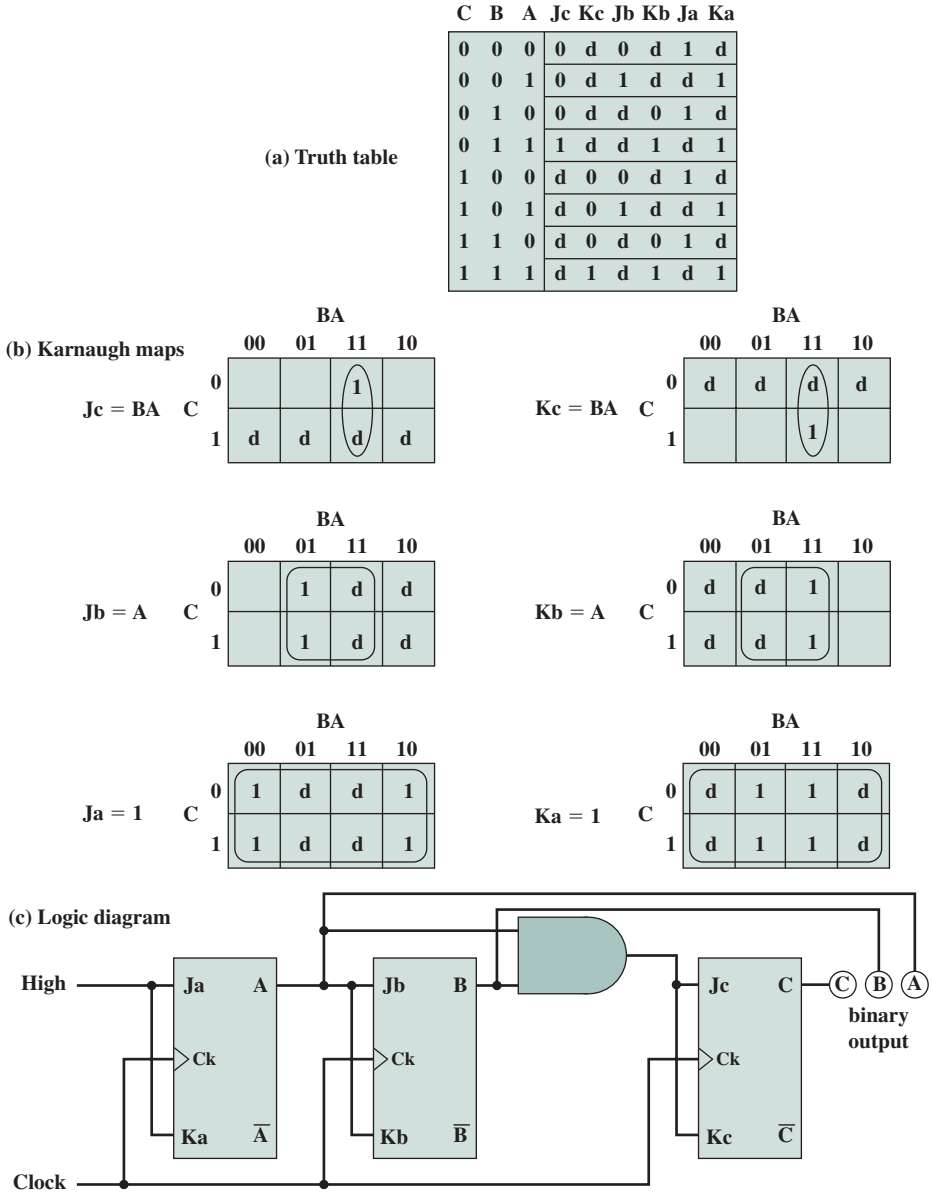 C B A Jc Kc Jb Kb Ja Ka
0 0 0 0 d 0 d 1 d
0 0 1 0 d 1 d d 1
0 1 0 0 d d 0 1 d
(a) Truth table
0 1 1 1 d d 1 d 1
1 0 0 d 0 0 d 1 d
1 0 1 d 0 1 d d 1
1 1 0 d 0 d 0 1 d
1 1 1 d 1 d 1 d 1
(b) Karnaugh maps
BA
00 01 11 10
Jc = BA C
0 1
1 d d d d
BA
00 01 11 10
Kc = BA C
0 d d d d
1 1
BA
00 01 11 10
Jb = A C
0 1 d d
1 1 d d
BA
00 01 11 10
Kb = A C
0 d d 1
1 d d 1
BA
00 01 11 10
Ja = 1 C
0 1 d d 1
1 1 d d 1
BA
00 01 11 10
Ka = 1 C
0 d 1 1 d
1 d 1 1 d
(c) Logic diagram
High Ja A Jb B Jc C C B A
binary
output
Ck Ck Ck
Ka A̅ Kb B̅ Kc C̅
Clock